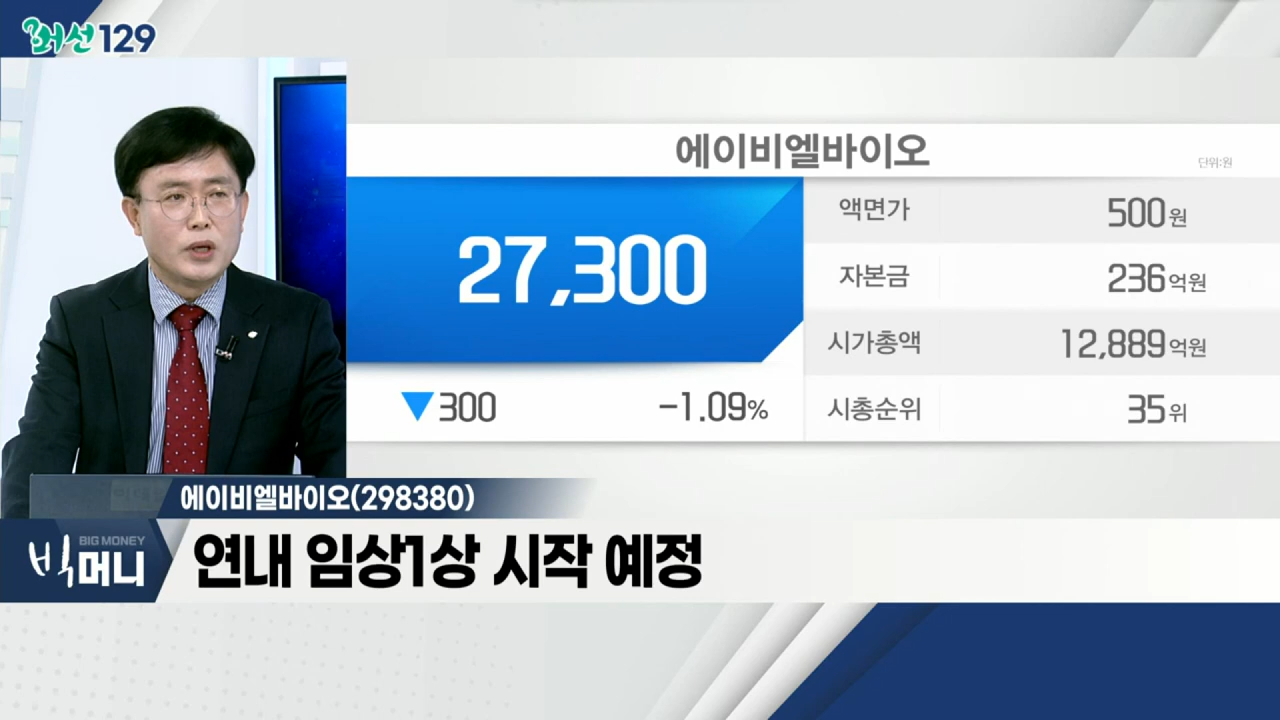 머선129
에이비엘바이오
단위:원
27,300
▼300 -1.09%
액면가 500원
자본금 236억원
시가총액 12,889억원
시총순위 35위
에이비엘바이오(298380)
BIG MONEY
빅머니
연내 임상1상 시작 예정